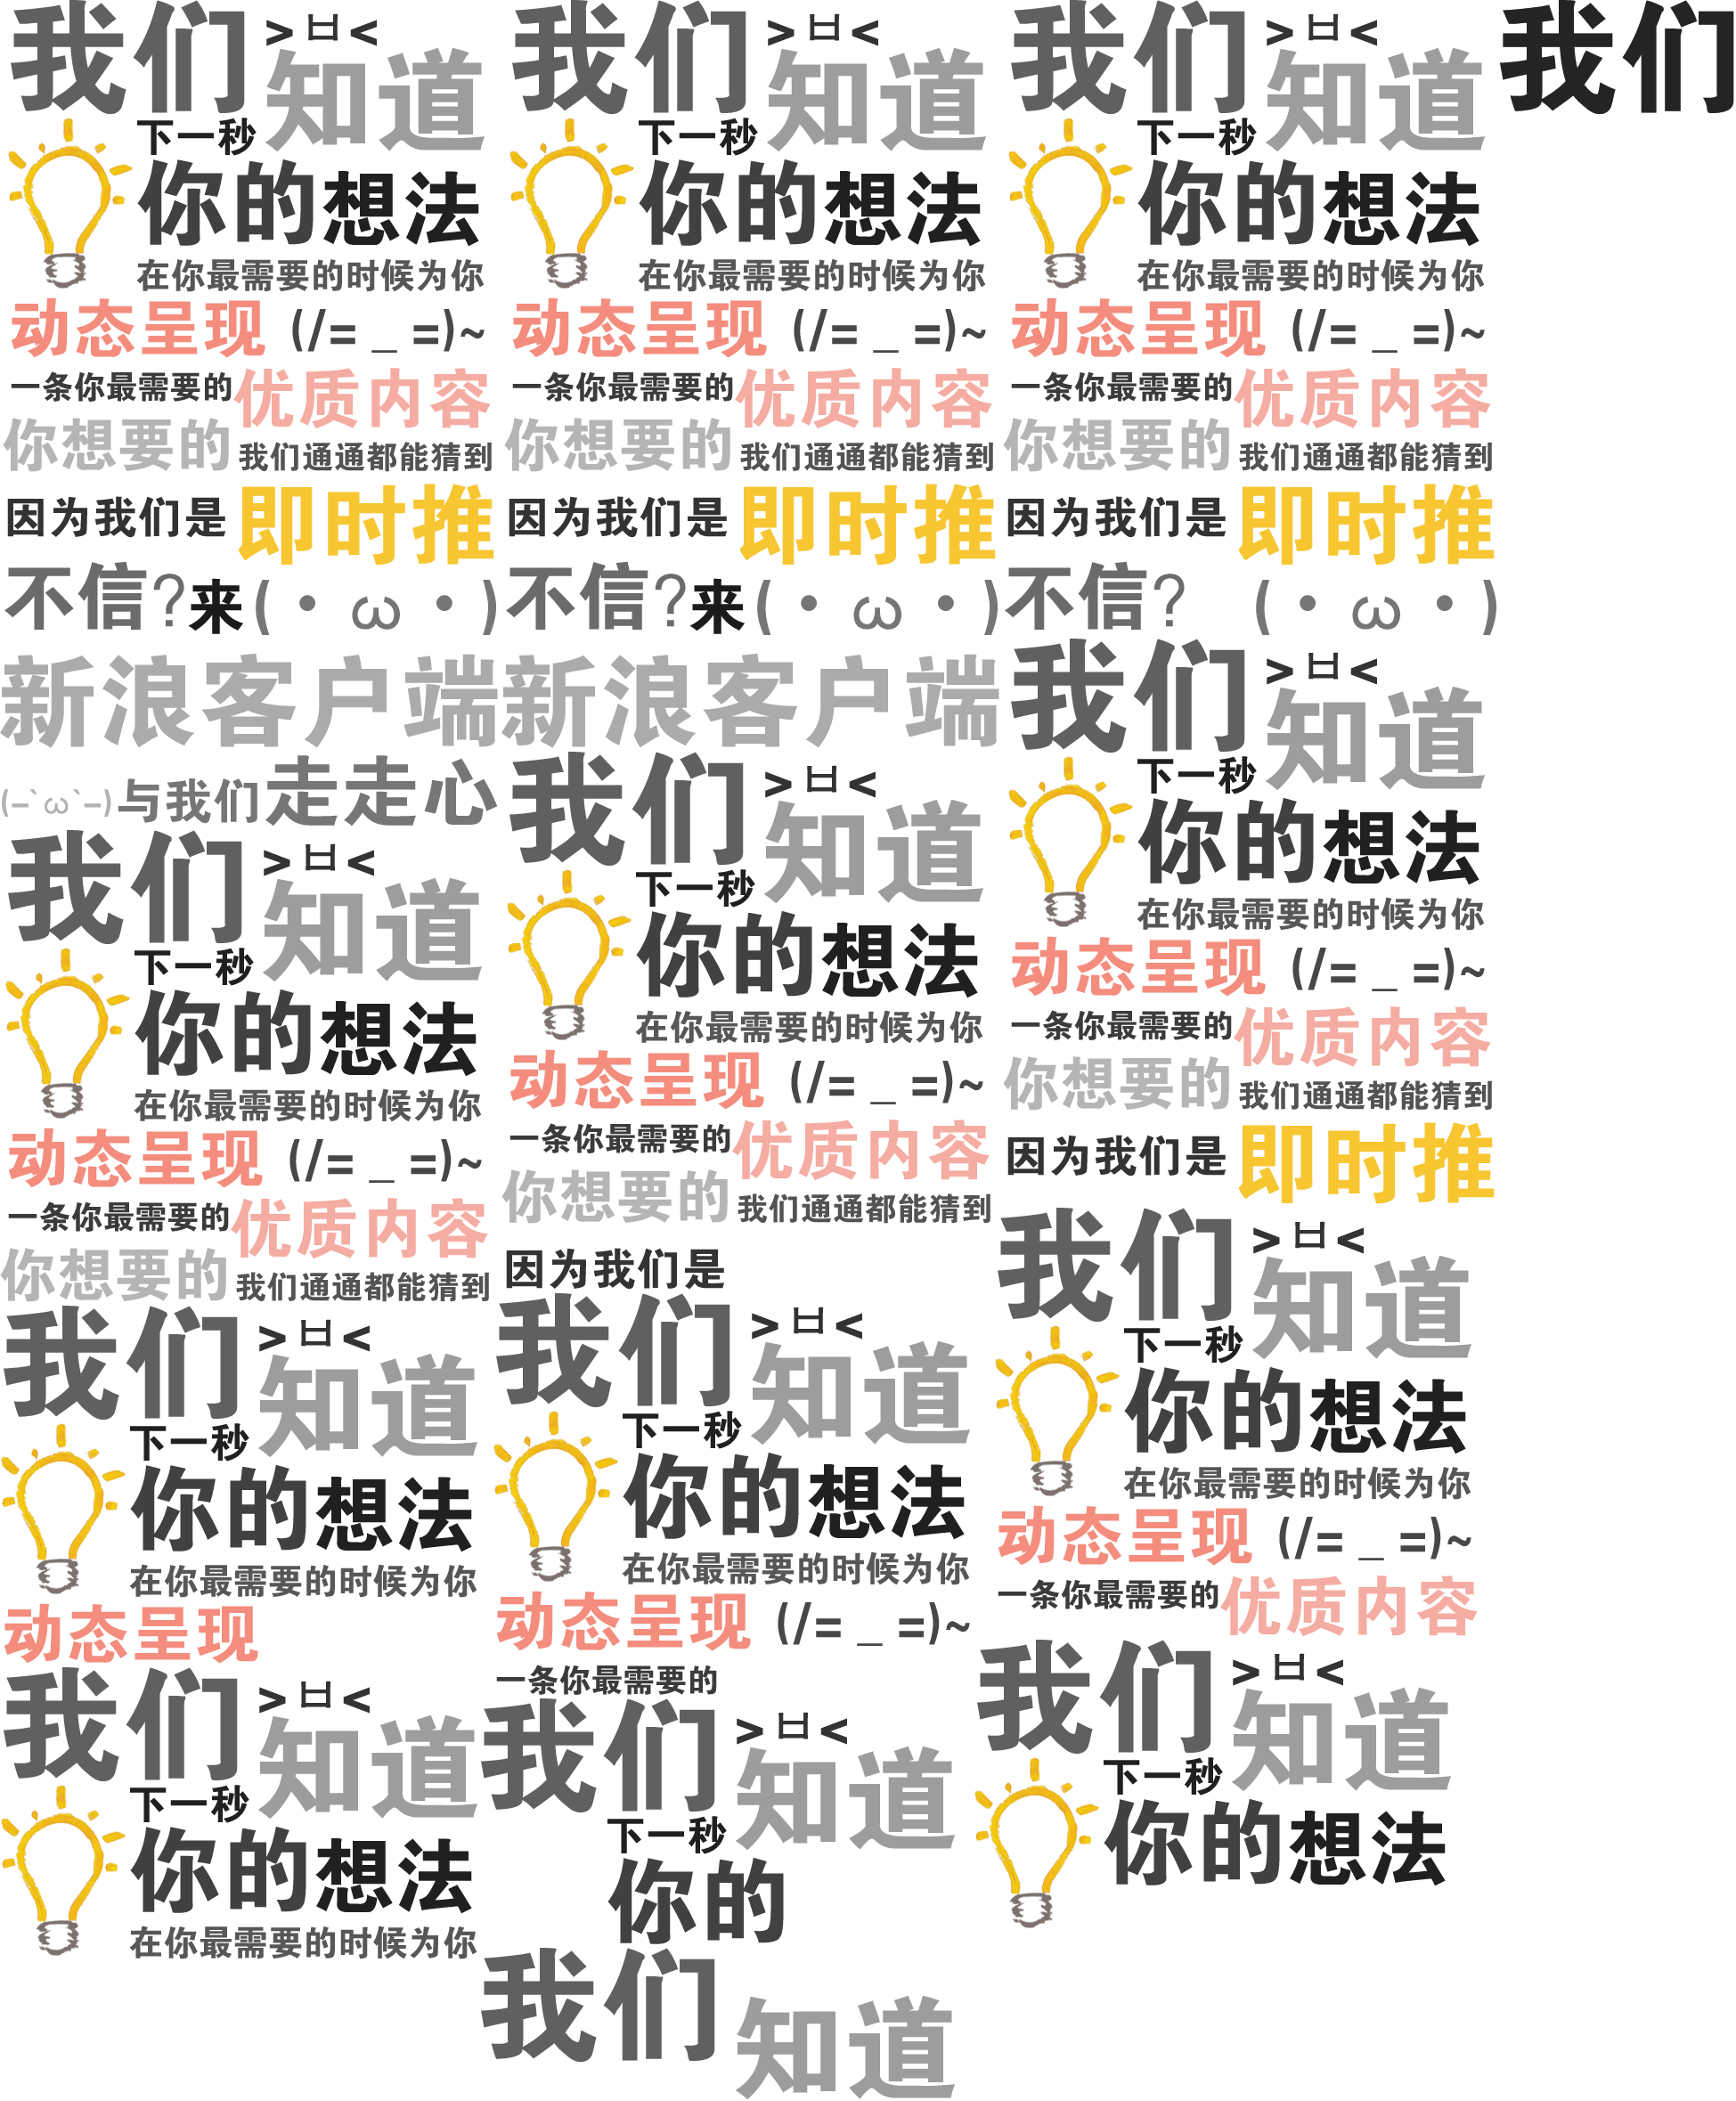 我们 >ㅂ<
知道
下一秒
你的想法
在你最需要的时候为你
动态呈现 (/= _ =)~
一条你最需要的优质内容
你想要的 我们通通都能猜到
因为我们是 即时推
不信?来(・ω・)
新浪客户端
(-`ω`-)与我们走走心
我们 >ㅂ<
知道
下一秒
你的想法
在你最需要的时候为你
动态呈现 (/= _ =)~
一条你最需要的优质内容
你想要的 我们通通都能猜到
我们 >ㅂ<
知道
下一秒
你的想法
在你最需要的时候为你
动态呈现
我们 >ㅂ<
知道
下一秒
你的想法
在你最需要的时候为你
我们 >ㅂ<
知道
下一秒
你的想法
在你最需要的时候为你
动态呈现 (/= _ =)~
一条你最需要的优质内容
你想要的 我们通通都能猜到
因为我们是 即时推
不信?来(・ω・)
新浪客户端
我们 >ㅂ<
知道
下一秒
你的想法
在你最需要的时候为你
动态呈现 (/= _ =)~
一条你最需要的优质内容
你想要的 我们通通都能猜到
因为我们是
我们 >ㅂ<
知道
下一秒
你的想法
在你最需要的时候为你
动态呈现 (/= _ =)~
一条你最需要的
我们 >ㅂ<
知道
下一秒
你的
我们 知道
我们 >ㅂ<
知道
下一秒
你的想法
在你最需要的时候为你
动态呈现 (/= _ =)~
一条你最需要的优质内容
你想要的 我们通通都能猜到
因为我们是 即时推
不信? (・ω・)
我们 >ㅂ<
知道
下一秒
你的想法
在你最需要的时候为你
动态呈现 (/= _ =)~
一条你最需要的优质内容
你想要的 我们通通都能猜到
因为我们是 即时推
我们 >ㅂ<
知道
下一秒
你的想法
在你最需要的时候为你
动态呈现 (/= _ =)~
一条你最需要的优质内容
我们 >ㅂ<
知道
下一秒
你的想法
我们